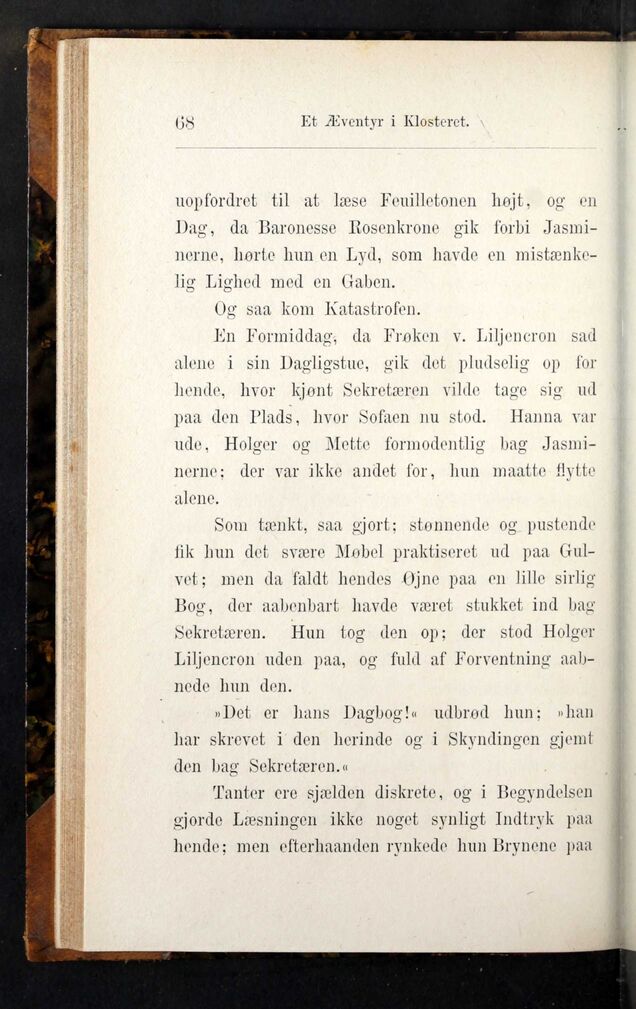 68 Et Æventyr i Klosteret.
uopfordret til at læse Feuilletonen højt, og en
Dag, da Baronesse Rosenkrone gik forbi Jasmi-
nerne, hørte hun en Lyd, som havde en mistænke-
lig Lighed med en Gaben.
Og saa kom Katastrofen.
En Formiddag, da Frøken v. Liljencron sad
alene i sin Dagligstue, gik det pludselig op for
hende, hvor kjønt Sekretæren vilde tage sig ud
paa den Plads, hvor Sofaen nu stod. Hanna var
ude, Holger og Mette formodentlig bag Jasmi-
nerne; der var ikke andet for, hun maatte flytte
alene.
Som tænkt, saa gjort; stønnende og pustende
fik hun det svære Møbel praktiseret ud paa Gul-
vet; men da faldt hendes Øjne paa en lille sirlig
Bog, der aabenbart havde været stukket ind bag
Sekretæren. Hun tog den op; der stod Holger
Liljencron uden paa, og fuld af Forventning aab-
nede hun den.
»Det er hans Dagbog!« udbrød hun; »han
har skrevet i den herinde og i Skyndingen gjemt
den bag Sekretæren.«
Tanter ere sjælden diskrete, og i Begyndelsen
gjorde Læsningen ikke noget synligt Indtryk paa
hende; men efterhaanden rynkede hun Brynene paa